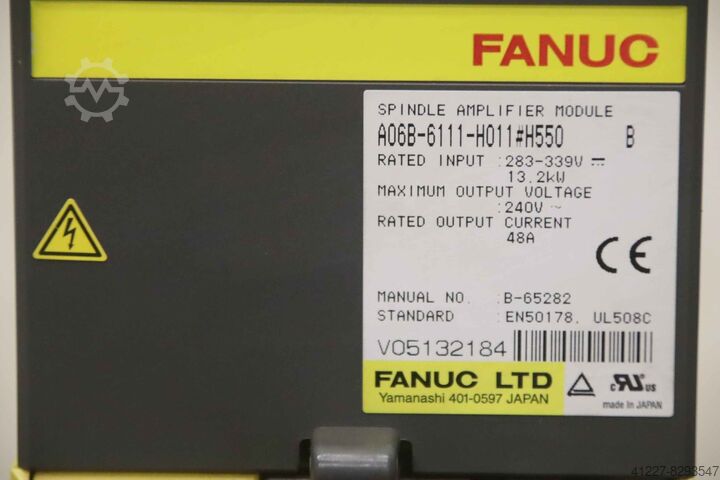 FANUC
SPINDLE AMPLIFIER MODULE
A06B-6111-H011#H550 B
RATED INPUT :283-339V ⎓
13.2kW
MAXIMUM OUTPUT VOLTAGE
:240V ~
RATED OUTPUT CURRENT
48A
CE
MANUAL NO. :B-65282
STANDARD :EN50178, UL508C
V05132184
FANUC LTD
Yamanashi 401-0597 JAPAN
c RU us
made in JAPAN
41227-8293547